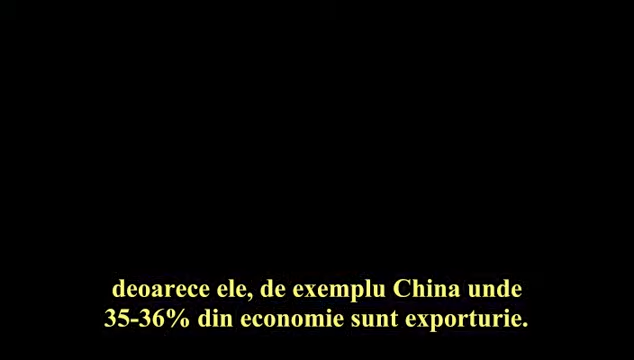 deoarece ele, de exemplu China unde
35-36% din economie sunt exporturie.